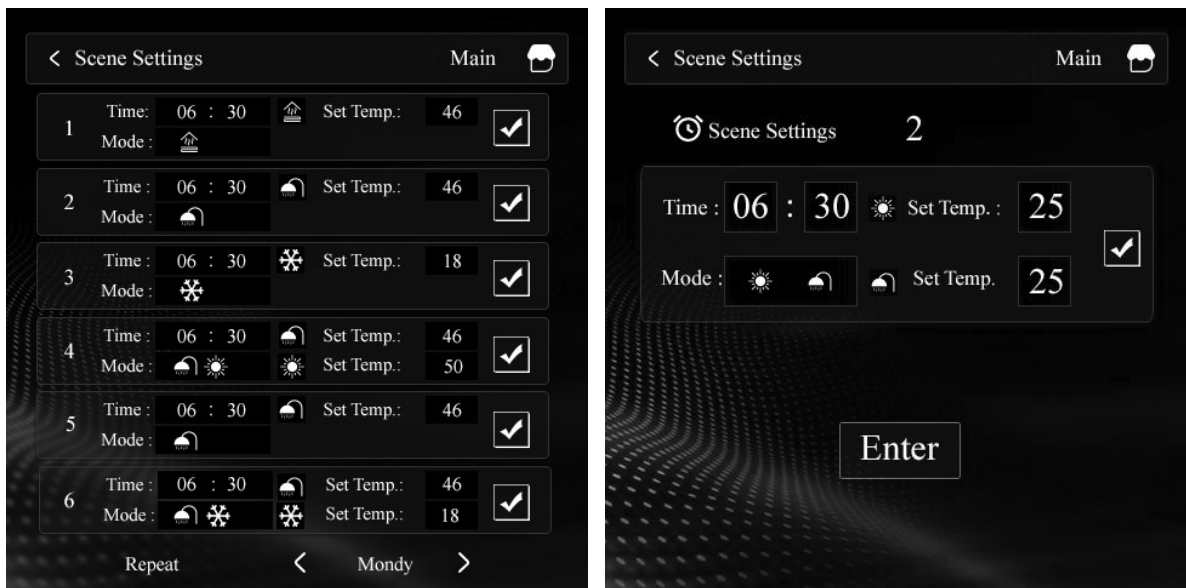 Scene Settings Main
1 Time: 06 : 30 Set Temp.: 46
Mode :
2 Time : 06 : 30 Set Temp.: 46
Mode :
3 Time : 06 : 30 Set Temp.: 18
Mode :
4 Time : 06 : 30 Set Temp.: 46
Mode : Set Temp.: 50
5 Time : 06 : 30 Set Temp.: 46
Mode :
6 Time : 06 : 30 Set Temp.: 46
Mode : Set Temp.: 18
Repeat < Mondy >
Scene Settings Main
Scene Settings 2
Time : 06 : 30 Set Temp. : 25
Mode : Set Temp. 25
Enter